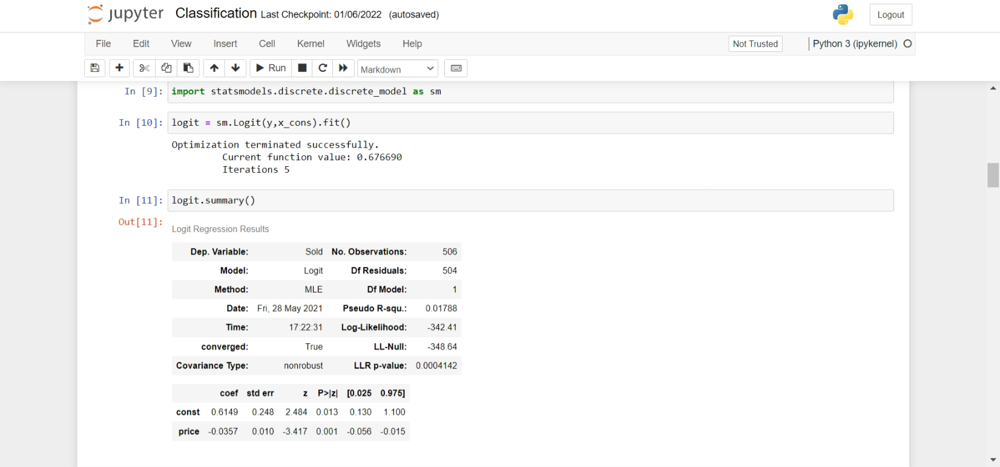 jupyter Classification Last Checkpoint: 01/06/2022 (autosaved)
Logout
File Edit View Insert Cell Kernel Widgets Help
Not Trusted
Python 3 (ipykernel)
Run
Markdown
In [9]: import statsmodels.discrete.discrete_model as sm
In [10]: logit = sm.Logit(y,x_cons).fit()
Optimization terminated successfully.
Current function value: 0.676690
Iterations 5
In [11]: logit.summary()
Out[11]:
Logit Regression Results
Dep. Variable: Sold No. Observations: 506
Model: Logit Df Residuals: 504
Method: MLE Df Model: 1
Date: Fri, 28 May 2021 Pseudo R-squ.: 0.01788
Time: 17:22:31 Log-Likelihood: -342.41
converged: True LL-Null: -348.64
Covariance Type: nonrobust LLR p-value: 0.0004142
coef std err z P>|z| [0.025 0.975]
const 0.6149 0.248 2.484 0.013 0.130 1.100
price -0.0357 0.010 -3.417 0.001 -0.056 -0.015